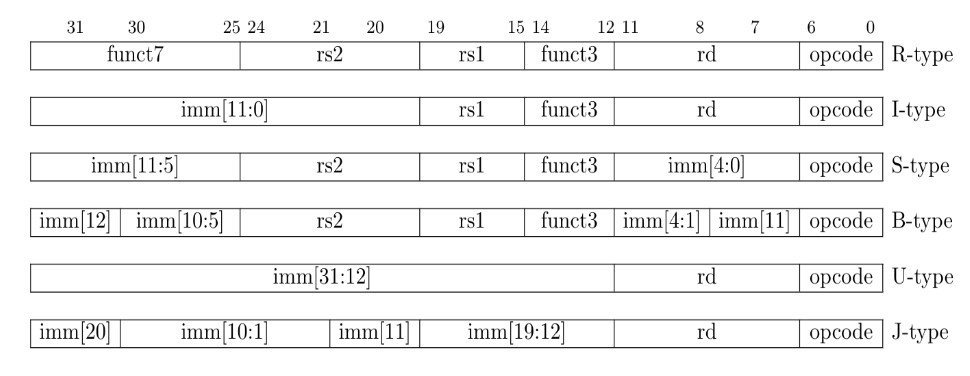 31 30 25 24 21 20 19 15 14 12 11 8 7 6 0
funct7 rs2 rs1 funct3 rd opcode R-type
imm[11:0] rs1 funct3 rd opcode I-type
imm[11:5] rs2 rs1 funct3 imm[4:0] opcode S-type
imm[12] imm[10:5] rs2 rs1 funct3 imm[4:1] imm[11] opcode B-type
imm[31:12] rd opcode U-type
imm[20] imm[10:1] imm[11] imm[19:12] rd opcode J-type